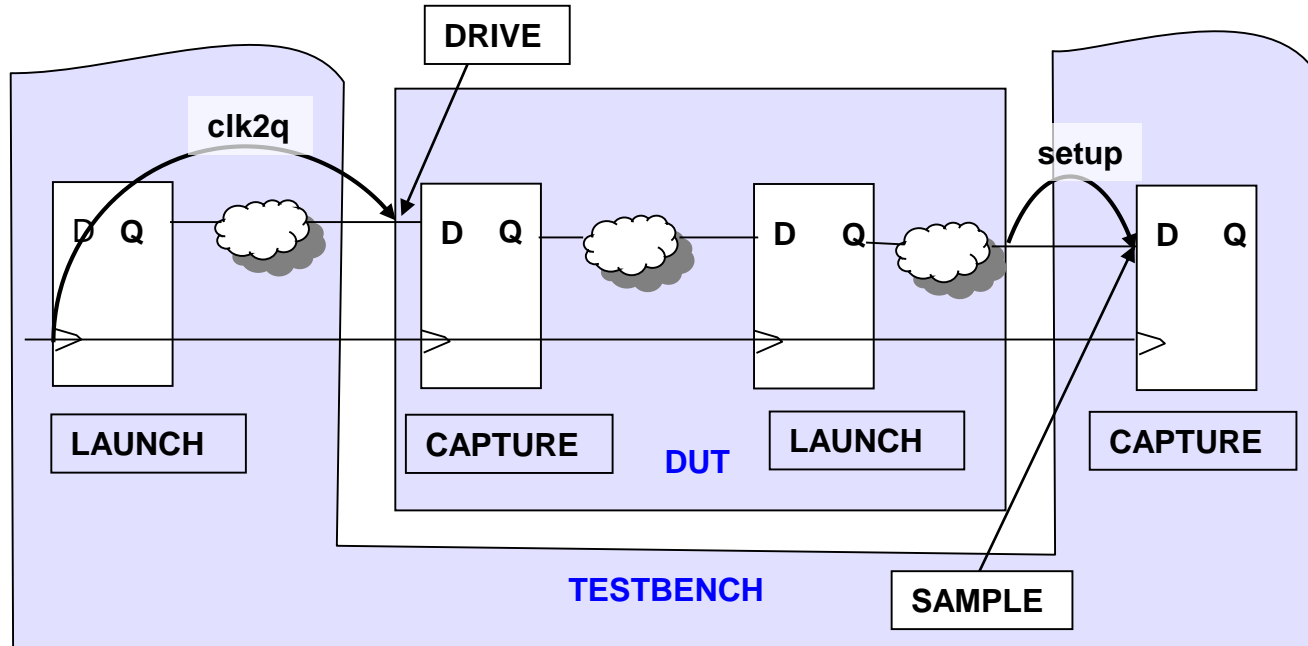 DRIVE
clk2q
setup
D Q
D Q
D Q
D Q
LAUNCH
CAPTURE
LAUNCH
CAPTURE
DUT
TESTBENCH
SAMPLE